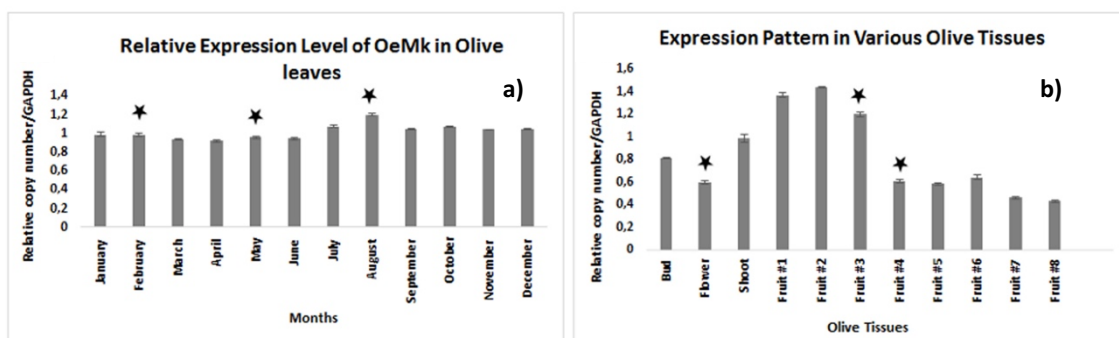 Relative Expression Level of OeMk in Olive
leaves
a)
Relative copy number/GAPDH
1,4
1,2
1
0,8
0,6
0,4
0,2
0
January
February
March
April
May
June
July
August
September
October
November
December
Months
Expression Pattern in Various Olive Tissues
b)
Relative copy number/GAPDH
1,6
1,4
1,2
1
0,8
0,6
0,4
0,2
0
Bud
Flower
Shoot
Fruit #1
Fruit #2
Fruit #3
Fruit #4
Fruit #5
Fruit #6
Fruit #7
Fruit #8
Olive Tissues